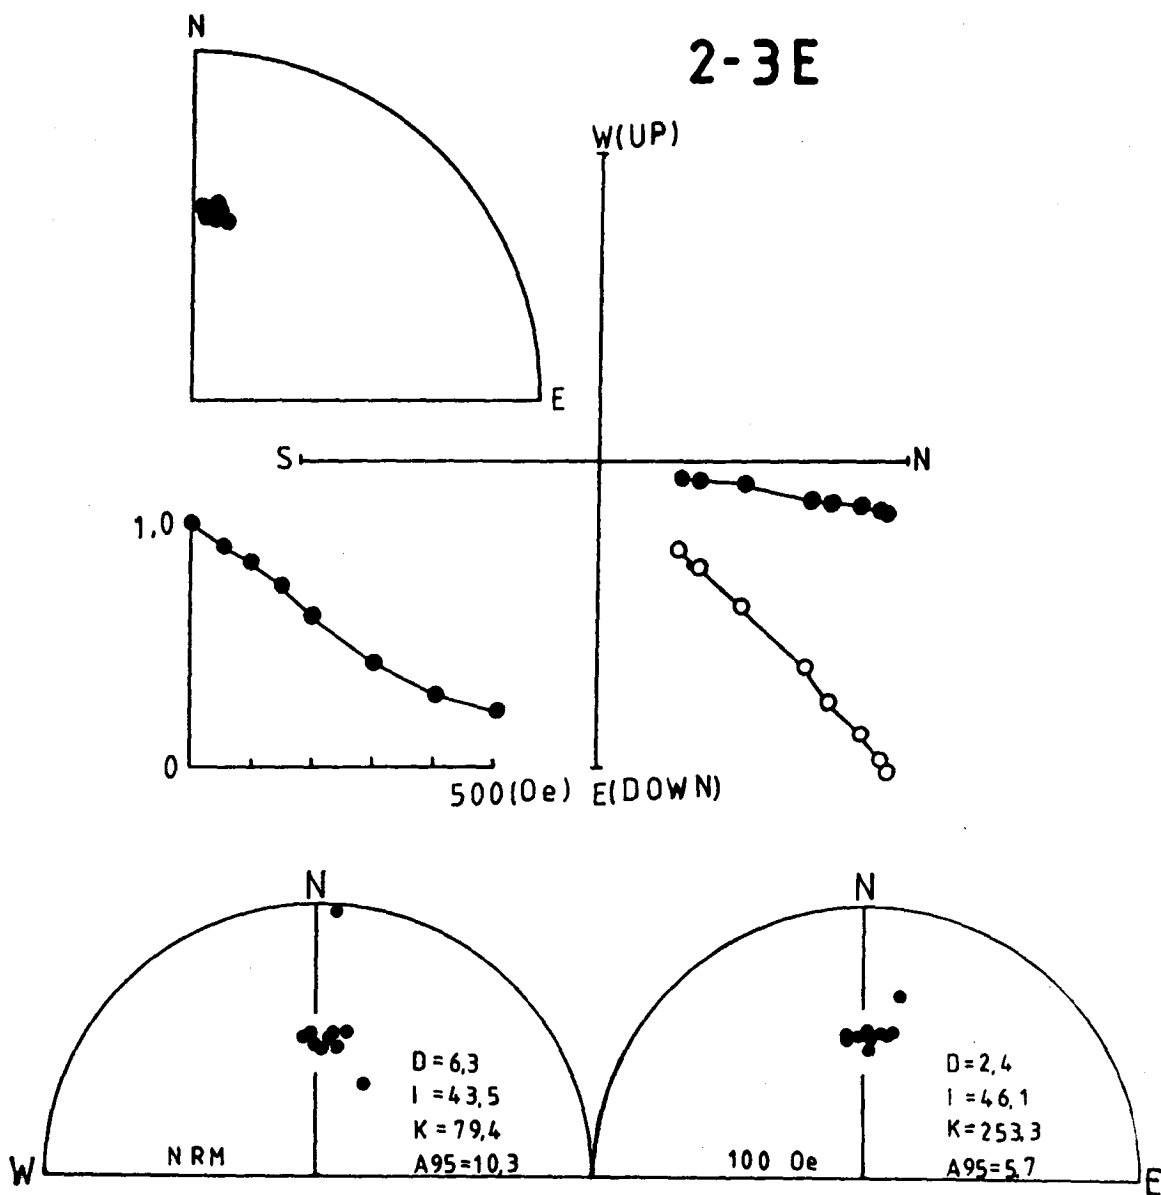 N
2-3E
W(UP)
E
S
N
1,0
0
500(Oe)
E(DOWN)
N
N
D=6,3
I=43,5
K=79,4
A95=10,3
NRM
W
D=2,4
I=46,1
K=253,3
A95=5,7
100 Oe
E